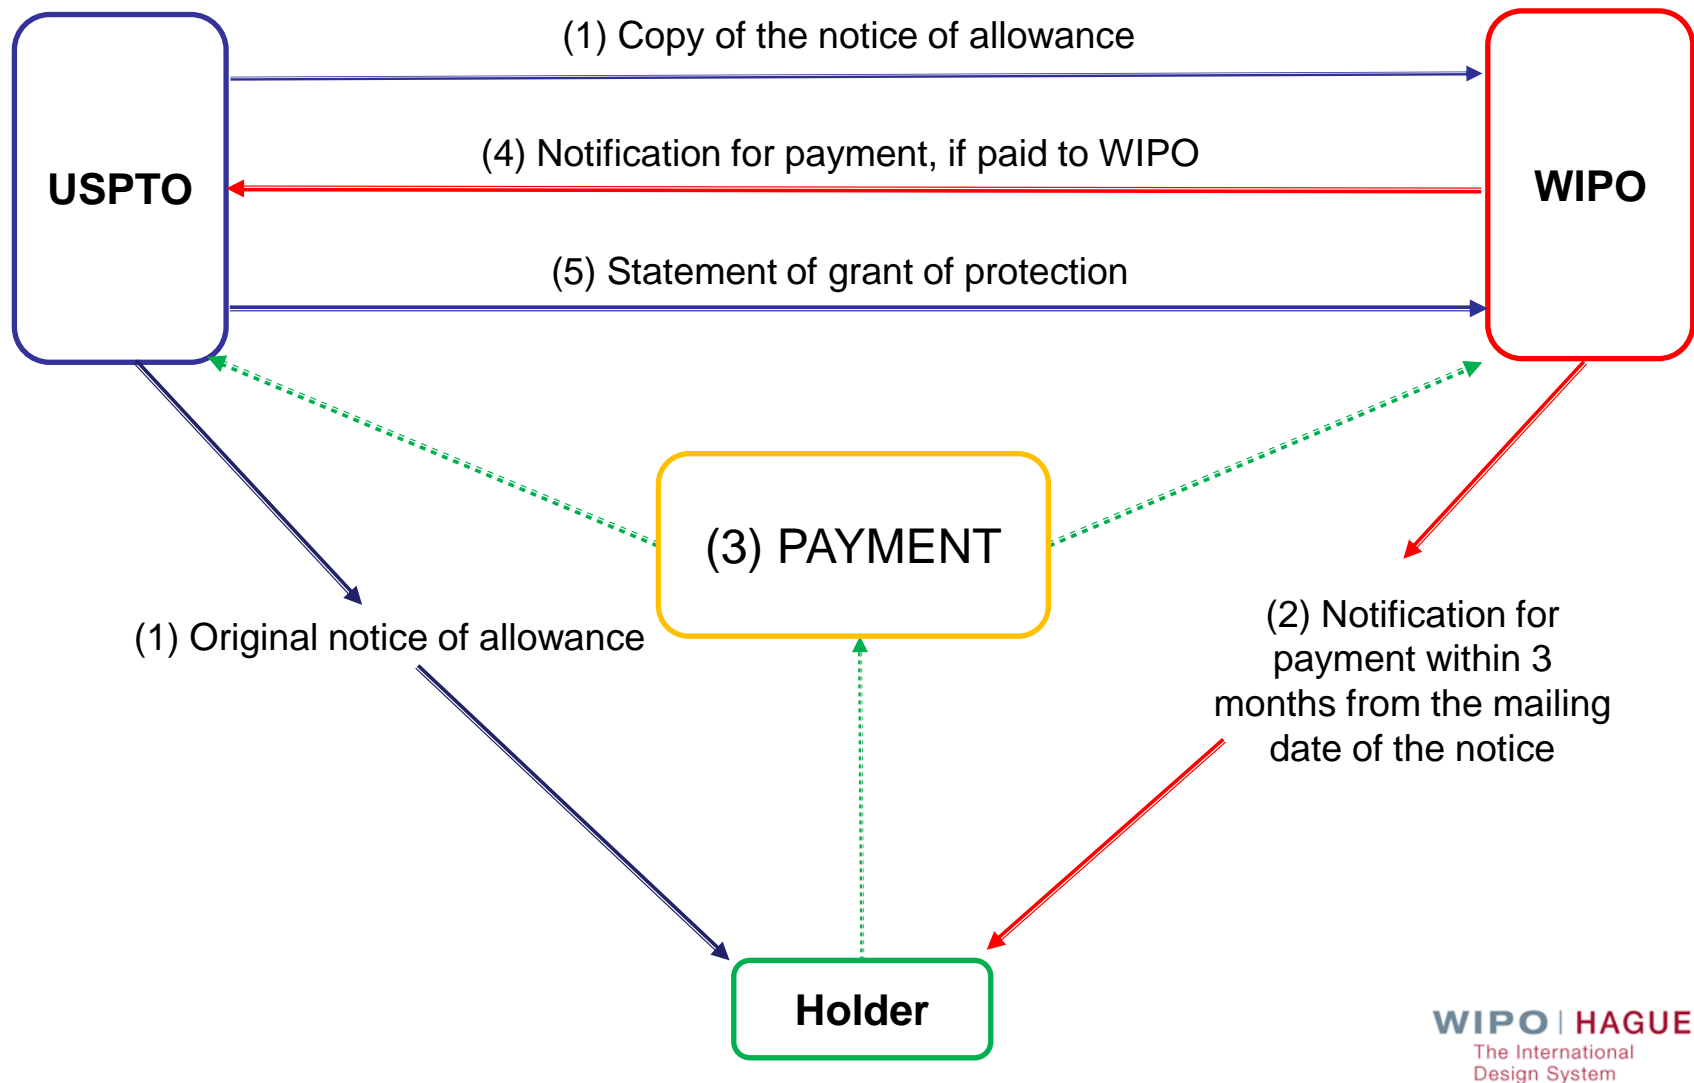 (1) Copy of the notice of allowance
(4) Notification for payment, if paid to WIPO
USPTO
WIPO
(5) Statement of grant of protection
(3) PAYMENT
(1) Original notice of allowance
(2) Notification for
payment within 3
months from the mailing
date of the notice
Holder
WIPO | HAGUE
The International
Design System